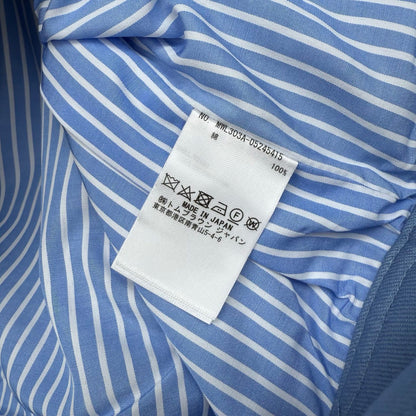 NO MWL303A-05245415
綿 100%
MADE IN JAPAN
㈱トムブラウン ジャパン
東京都港区南青山5-4-6